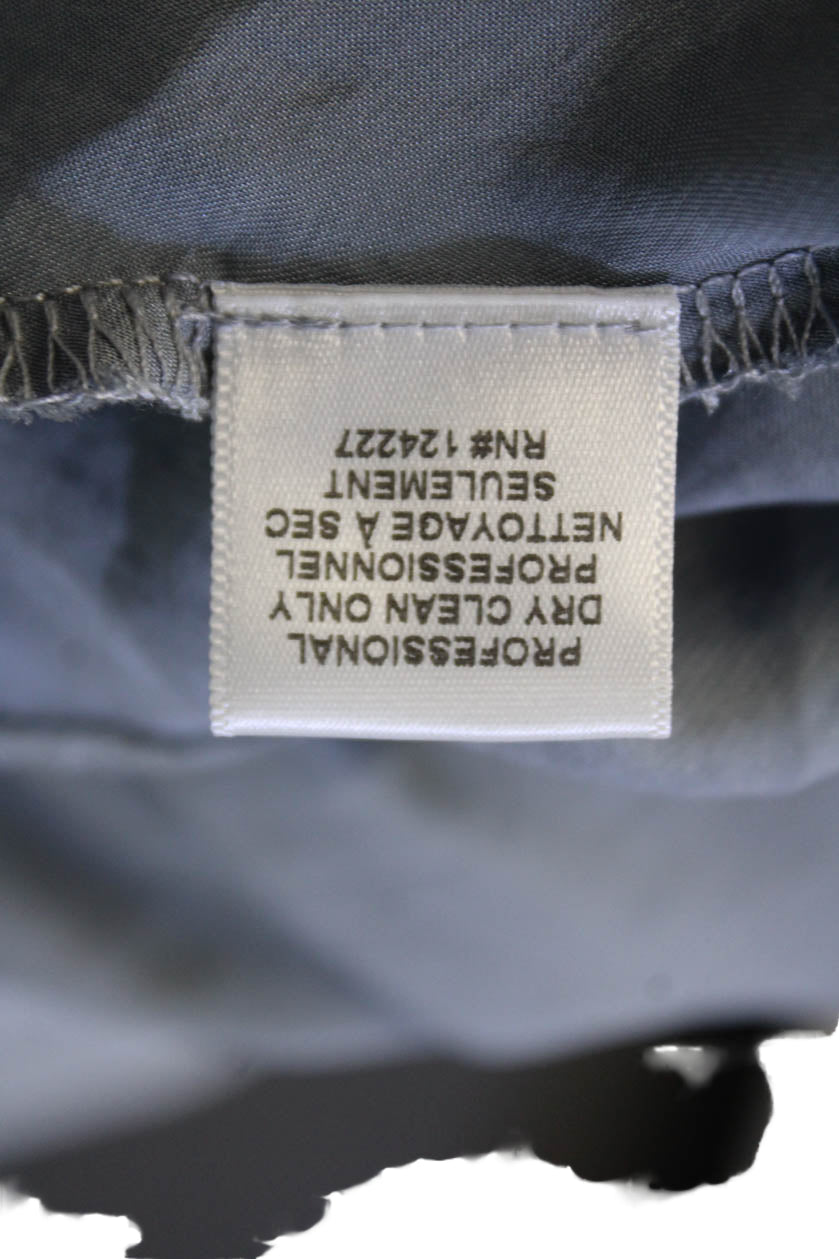 PROFESSIONAL
DRY CLEAN ONLY
PROFESSIONNEL
NETTOYAGE À SEC
SEULEMENT
RN# 124227